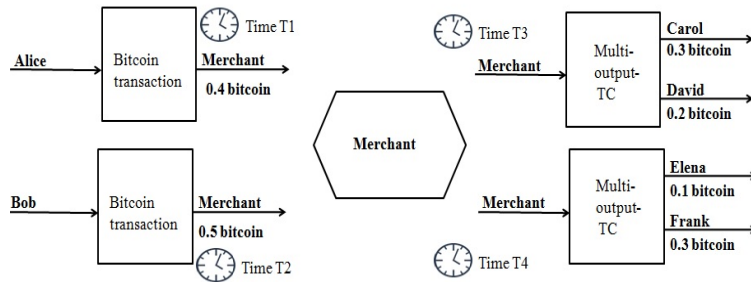 Time T1
Alice
Bitcoin
transaction
Merchant
0.4 bitcoin
Bob
Bitcoin
transaction
Merchant
0.5 bitcoin
Time T2
Merchant
Time T3
Merchant
Multi-
output-
TC
Carol
0.3 bitcoin
David
0.2 bitcoin
Merchant
Multi-
output-
TC
Elena
0.1 bitcoin
Frank
0.3 bitcoin
Time T4